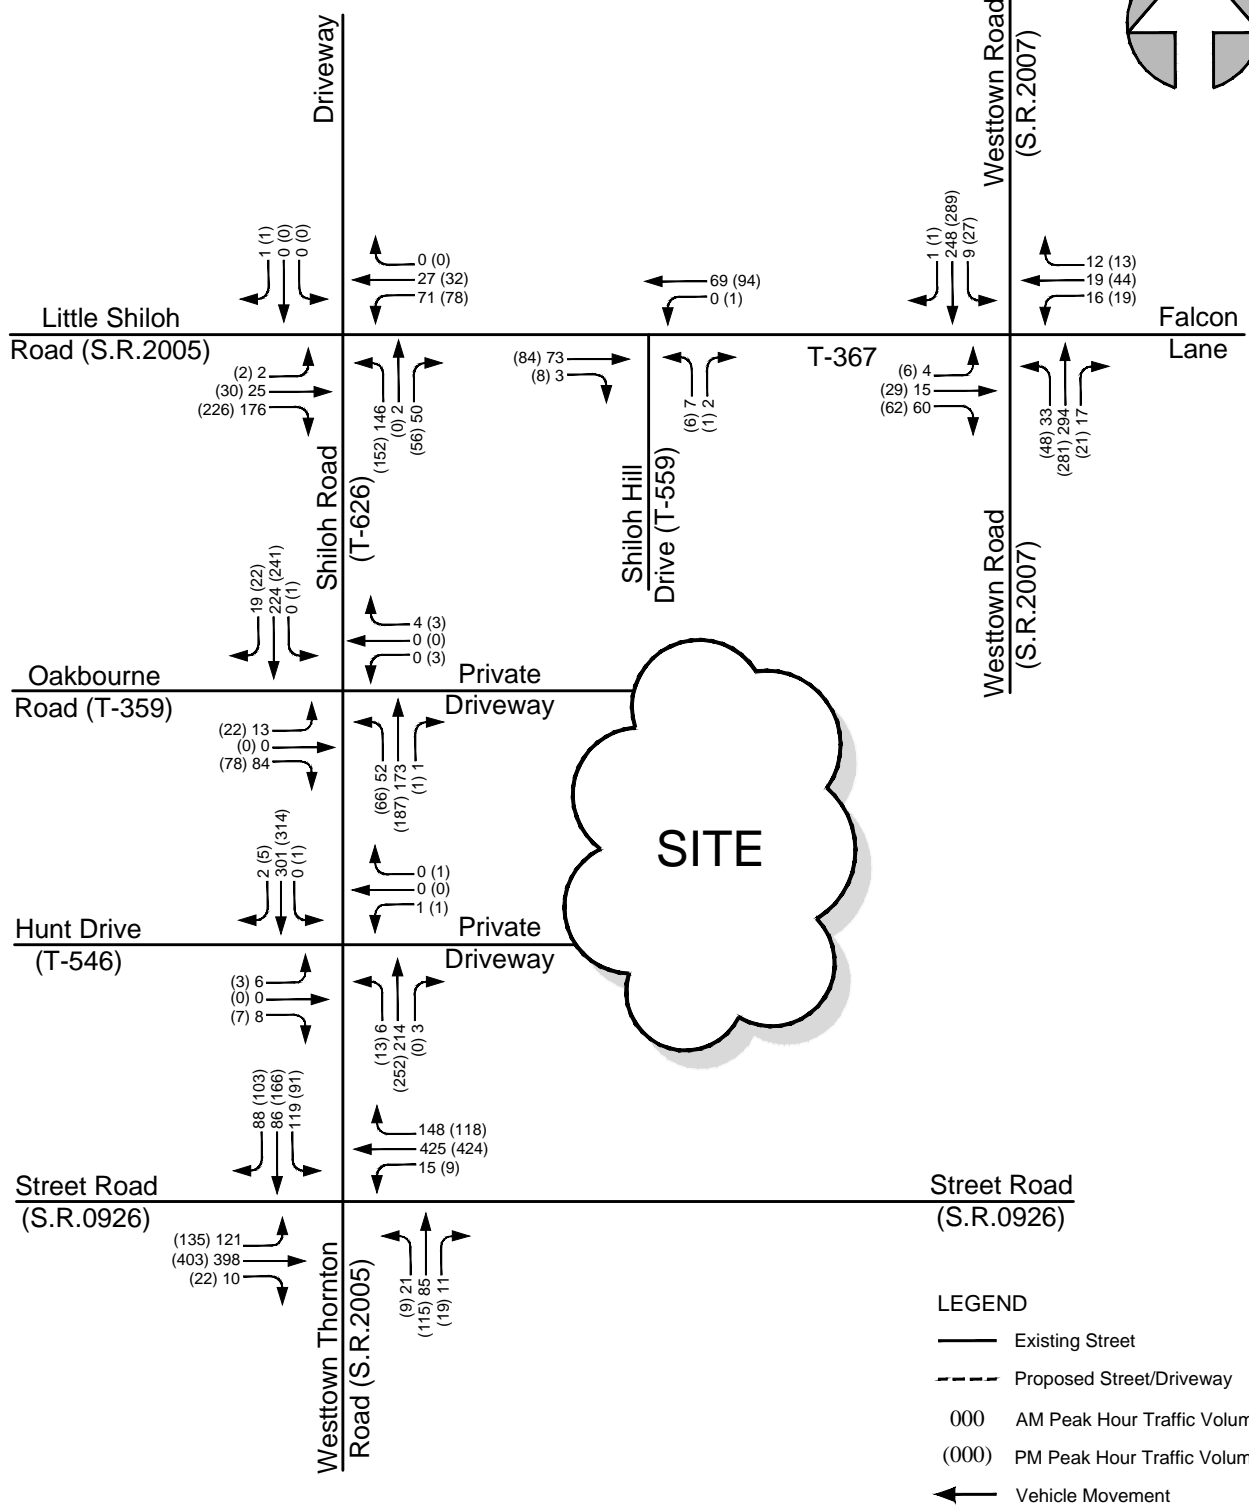 Driveway
Westtown Road
(S.R.2007)
1 (1)
0 (0)
0 (0)
0 (0)
27 (32)
71 (78)
69 (94)
0 (1)
1 (1)
248 (289)
9 (27)
12 (13)
19 (44)
16 (19)
Little Shiloh
Road (S.R.2005)
T-367
Falcon
Lane
(2) 2
(30) 25
(226) 176
(152) 146
(0) 2
(56) 50
(84) 73
(8) 3
(6) 7
(1) 2
(6) 4
(29) 15
(62) 60
(48) 33
(281) 294
(21) 17
Shiloh Road
(T-626)
Shiloh Hill
Drive (T-559)
Westtown Road
(S.R.2007)
19 (22)
224 (241)
0 (1)
4 (3)
0 (0)
0 (3)
Oakbourne
Road (T-359)
Private
Driveway
(22) 13
(0) 0
(78) 84
(66) 52
(187) 173
(1) 1
SITE
2 (5)
301 (314)
0 (1)
0 (1)
0 (0)
1 (1)
Hunt Drive
(T-546)
Private
Driveway
(3) 6
(0) 0
(7) 8
(13) 6
(252) 214
(0) 3
88 (103)
86 (166)
119 (91)
148 (118)
425 (424)
15 (9)
Street Road
(S.R.0926)
Street Road
(S.R.0926)
(135) 121
(403) 398
(22) 10
(9) 21
(115) 85
(19) 11
Westtown Thornton
Road (S.R.2005)
LEGEND
Existing Street
Proposed Street/Driveway
000 AM Peak Hour Traffic Volum
(000) PM Peak Hour Traffic Volum
Vehicle Movement